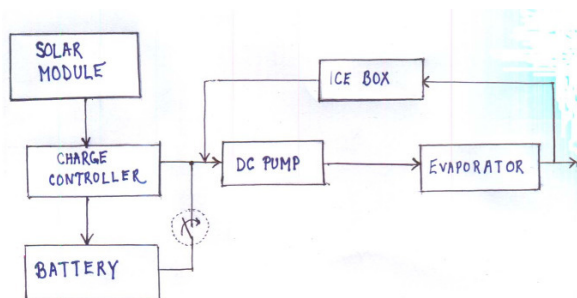 SOLAR
MODULE
ICE BOX
CHARGE
CONTROLLER
DC PUMP
EVAPORATOR
BATTERY